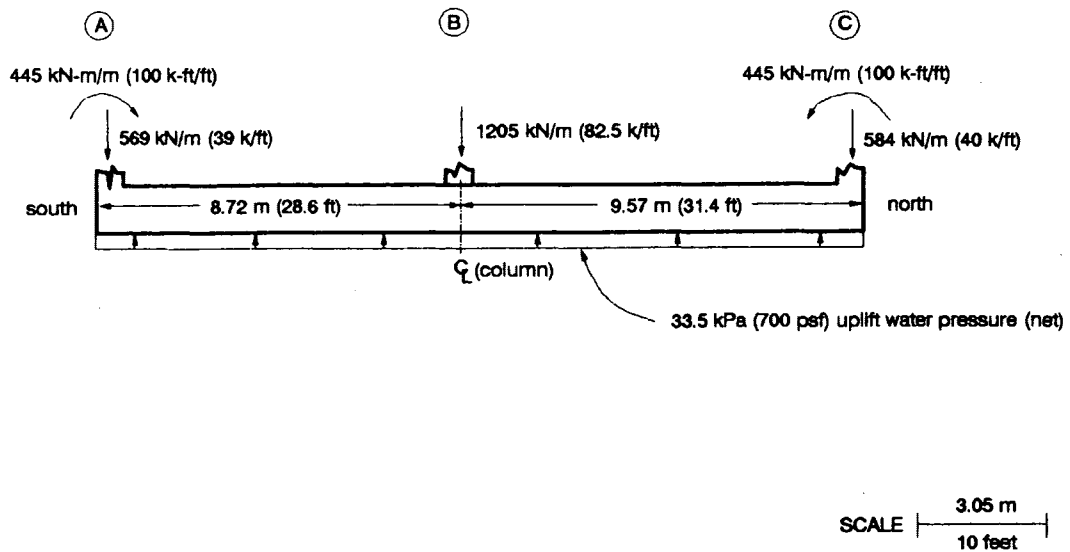 A
B
C
445 kN-m/m (100 k-ft/ft)
445 kN-m/m (100 k-ft/ft)
569 kN/m (39 k/ft)
1205 kN/m (82.5 k/ft)
584 kN/m (40 k/ft)
south
8.72 m (28.6 ft)
9.57 m (31.4 ft)
north
℄ (column)
33.5 kPa (700 psf) uplift water pressure (net)
SCALE
3.05 m
10 feet